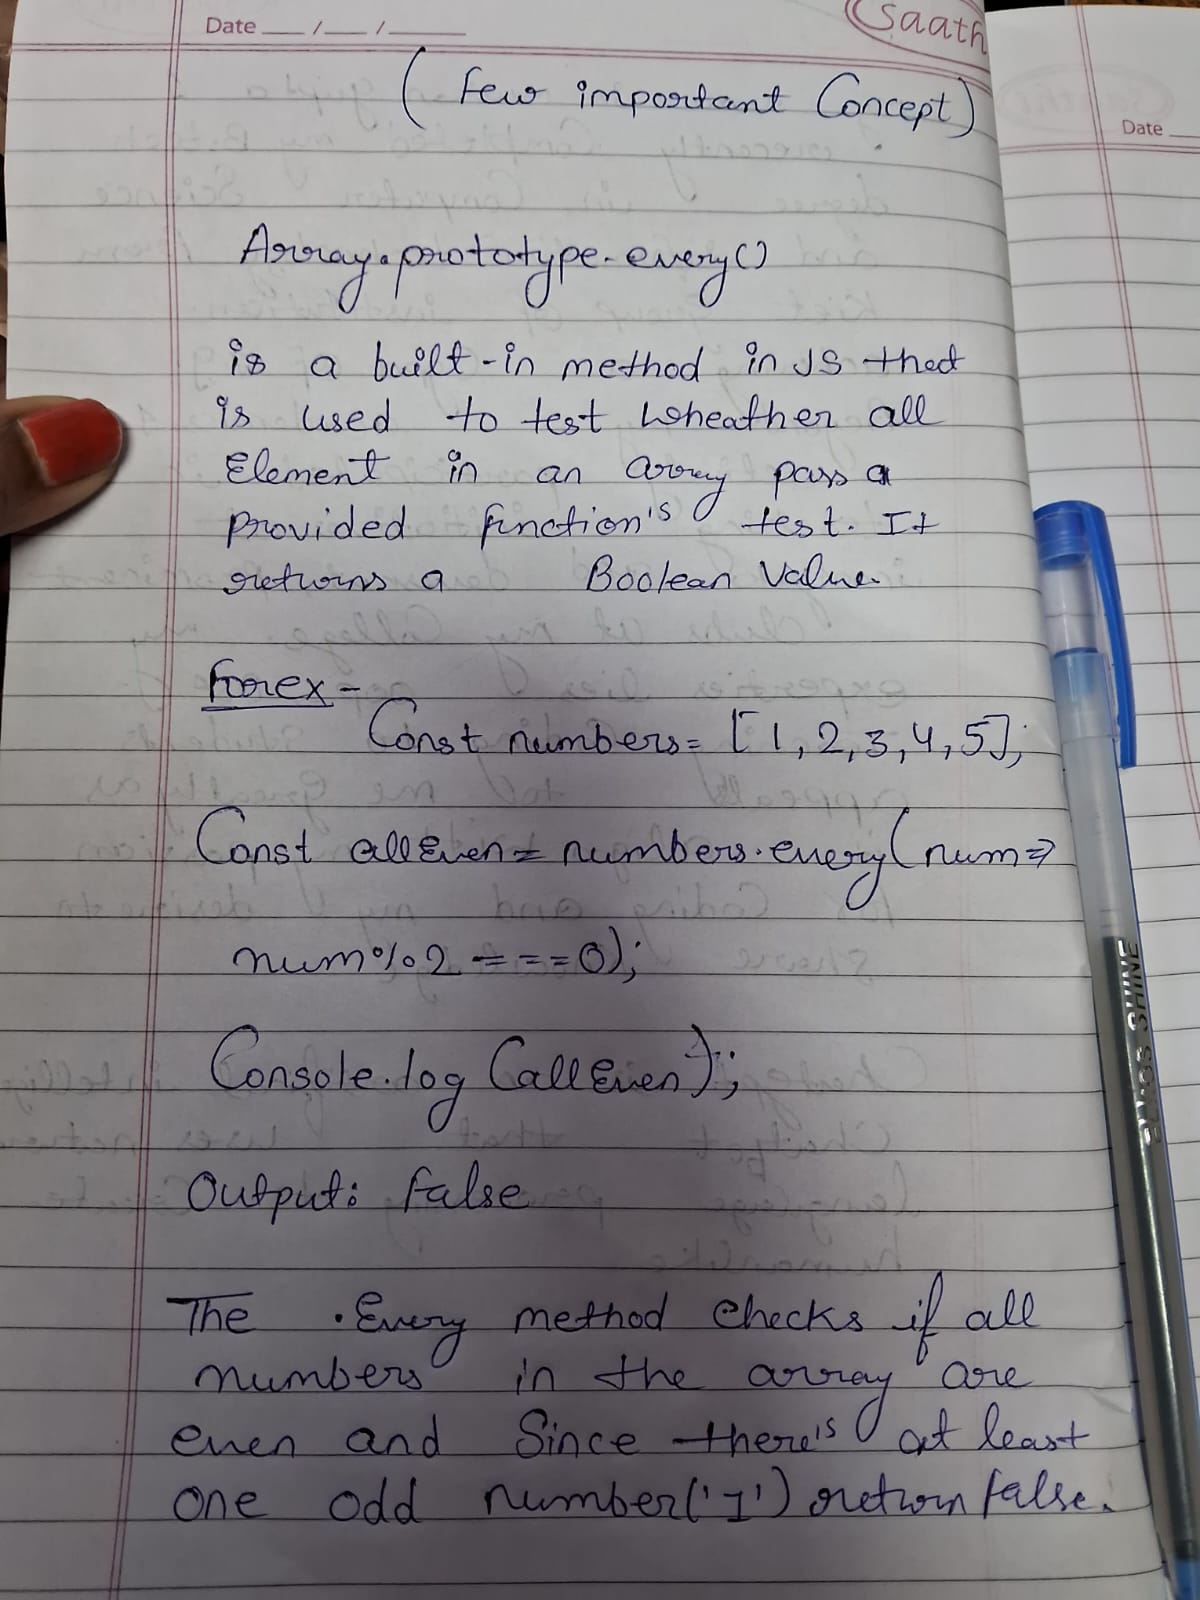 Date __/__/____
saath
(few important Concept)
Date __
Array.prototype.every()
is a built-in method in JS that
is used to test wheather all
Element in an array pass a
provided function's test. It
returns a Boolean value.
Forex -
Const numbers = [1,2,3,4,5];
Const allEven = numbers.every(num=>
num%2 ====0);
Console.log(allEven);
Output: false
The .Every method checks if all
numbers in the array are
even and Since there's at least
one odd number('1') return false.
SHINE